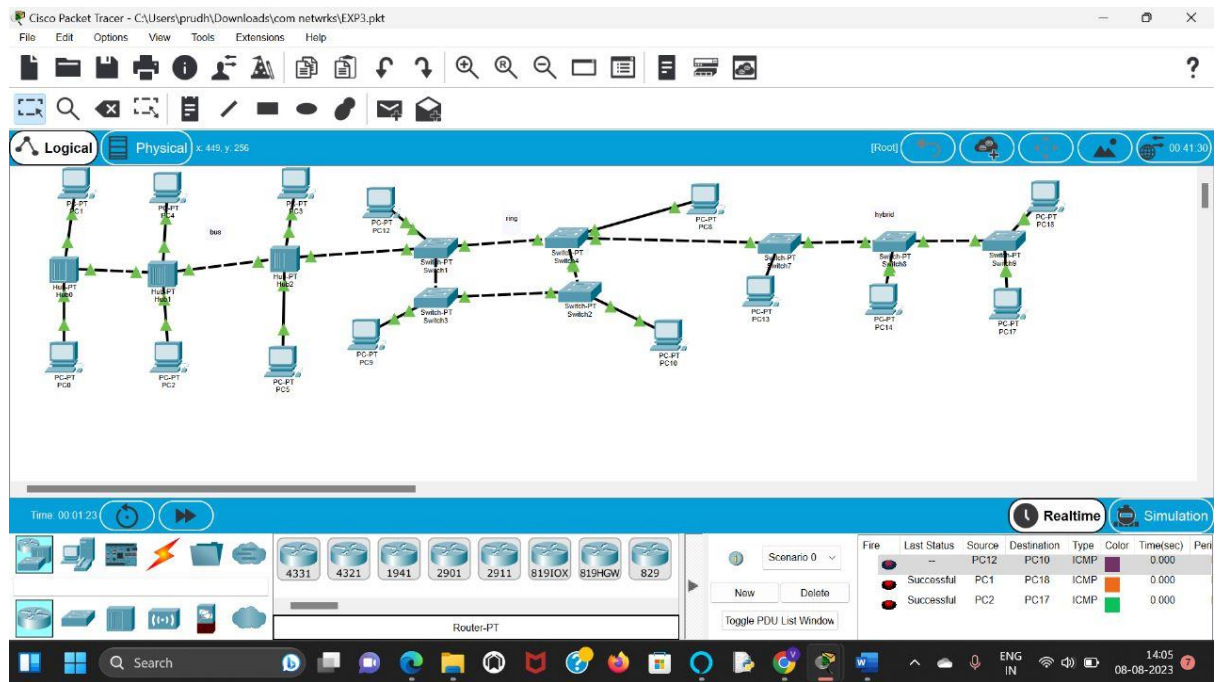 Cisco Packet Tracer - C:\Users\prudh\Downloads\com netwrks\EXP3.pkt
File Edit Options View Tools Extensions Help
?
Logical Physical x: 449, y: 256 [Root] 00:41:30
PC-PT
PC1
PC-PT
PC4
PC-PT
PC3
bus
PC-PT
PC12
ring
PC-PT
PC6
hybrid
PC-PT
PC18
Hub-PT
Hub0
Hub-PT
Hub1
Hub-PT
Hub2
Switch-PT
Switch1
Switch-PT
Switch4
Switch-PT
Switch7
Switch-PT
Switch8
Switch-PT
Switch9
Switch-PT
Switch3
Switch-PT
Switch2
PC-PT
PC13
PC-PT
PC14
PC-PT
PC17
PC-PT
PC0
PC-PT
PC2
PC-PT
PC5
PC-PT
PC9
PC-PT
PC10
Time: 00:01:23 Realtime Simulation
4331 4321 1941 2901 2911 819IOX 819HGW 829
Router-PT
Scenario 0
New Delete
Toggle PDU List Window
Fire Last Status Source Destination Type Color Time(sec) Peri
-- PC12 PC10 ICMP 0.000
Successful PC1 PC18 ICMP 0.000
Successful PC2 PC17 ICMP 0.000
Search
ENG
IN
14:05
08-08-2023
7